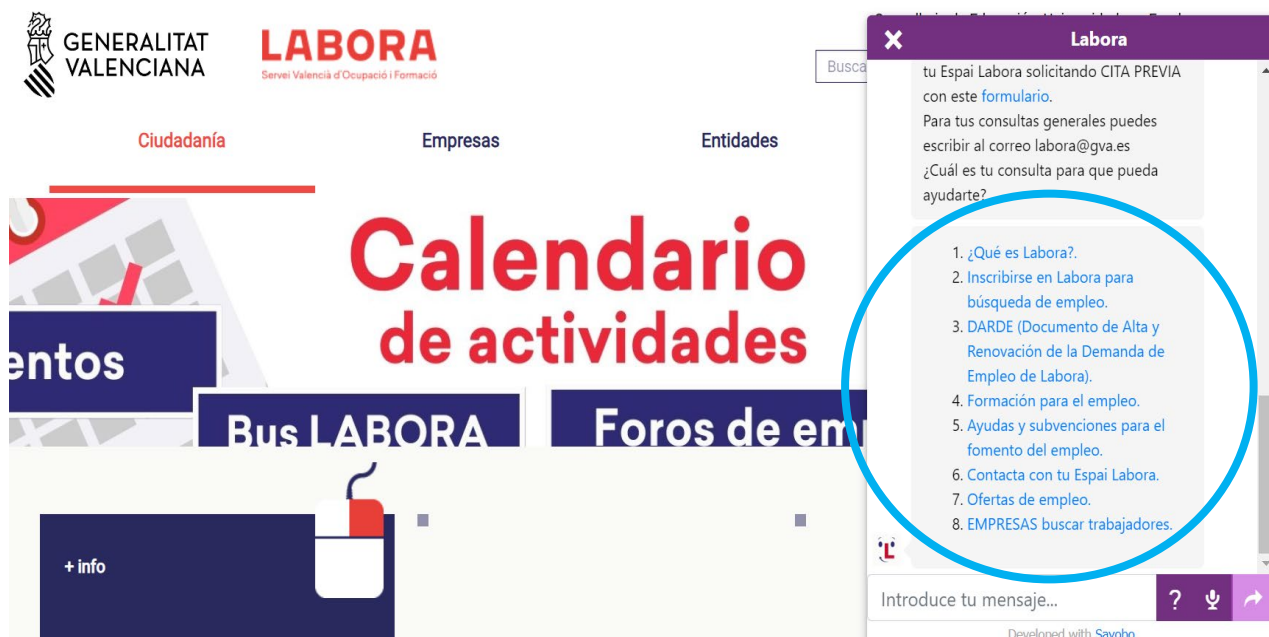 GENERALITAT
VALENCIANA
LABORA
Servei Valencià d'Ocupació i Formació
Busca
Ciudadanía
Empresas
Entidades
Calendario
de actividades
entos
Bus LABORA
Foros de em
+ info
Labora
tu Espai Labora solicitando CITA PREVIA
con este formulario.
Para tus consultas generales puedes
escribir al correo labora@gva.es
¿Cuál es tu consulta para que pueda
ayudarte?
1. ¿Qué es Labora?.
2. Inscribirse en Labora para
búsqueda de empleo.
3. DARDE (Documento de Alta y
Renovación de la Demanda de
Empleo de Labora).
4. Formación para el empleo.
5. Ayudas y subvenciones para el
fomento del empleo.
6. Contacta con tu Espai Labora.
7. Ofertas de empleo.
8. EMPRESAS buscar trabajadores.
Introduce tu mensaje...
?
Developed with